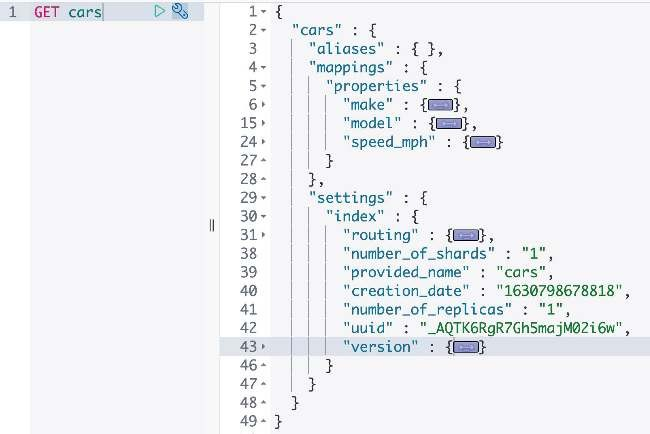 1 GET cars
1 {
2 "cars" : {
3 "aliases" : { },
4 "mappings" : {
5 "properties" : {
6 "make" : {},
15 "model" : {},
24 "speed_mph" : {}
27 }
28 },
29 "settings" : {
30 "index" : {
31 "routing" : {},
38 "number_of_shards" : "1",
39 "provided_name" : "cars",
40 "creation_date" : "1630798678818",
41 "number_of_replicas" : "1",
42 "uuid" : "_AQTK6RgR7Gh5majM02i6w",
43 "version" : {}
46 }
47 }
48 }
49 }